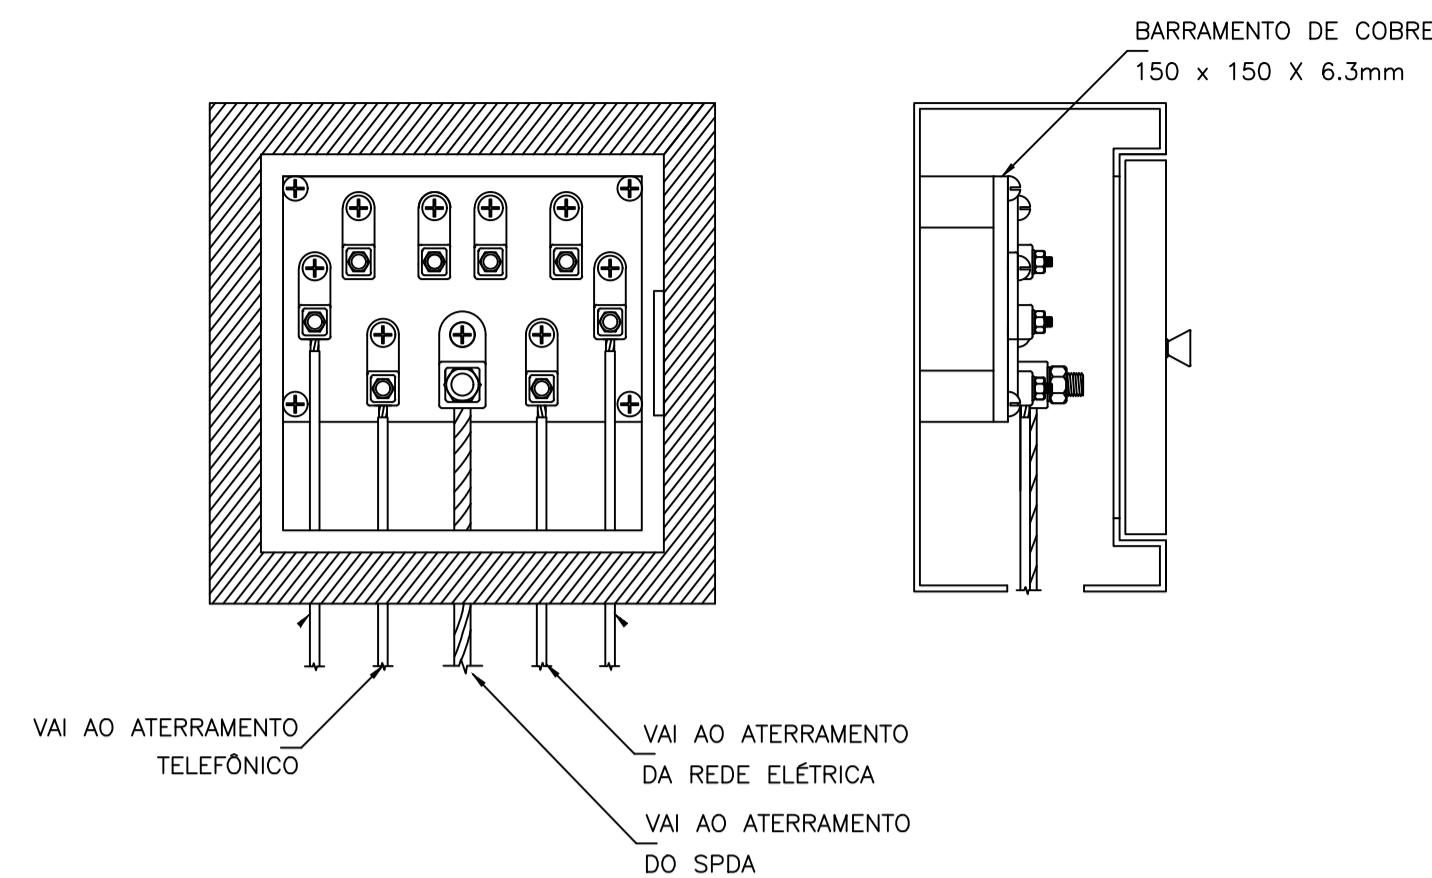 BARRAMENTO DE COBRE
150 x 150 X 6.3mm
VAI AO ATERRAMENTO
TELEFÔNICO
VAI AO ATERRAMENTO
DA REDE ELÉTRICA
VAI AO ATERRAMENTO
DO SPDA